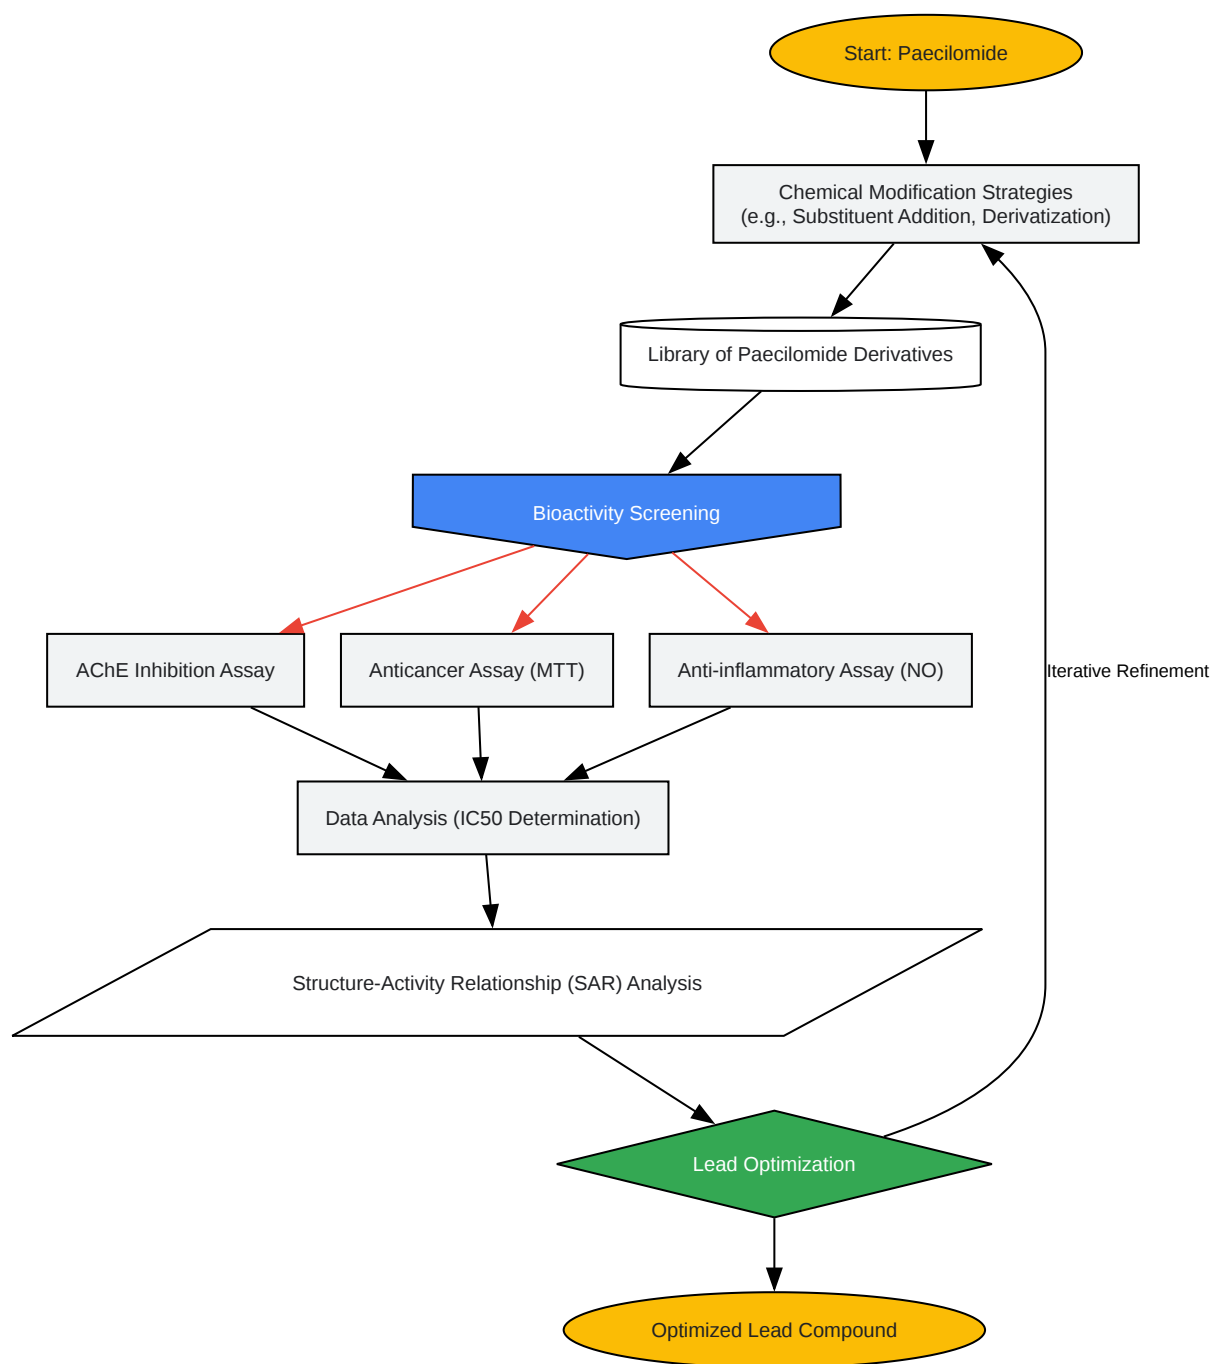 Start: Paecilomide
Chemical Modification Strategies
(e.g., Substituent Addition, Derivatization)
Library of Paecilomide Derivatives
Bioactivity Screening
AChE Inhibition Assay
Anticancer Assay (MTT)
Anti-inflammatory Assay (NO)
Iterative Refinement
Data Analysis (IC50 Determination)
Structure-Activity Relationship (SAR) Analysis
Lead Optimization
Optimized Lead Compound